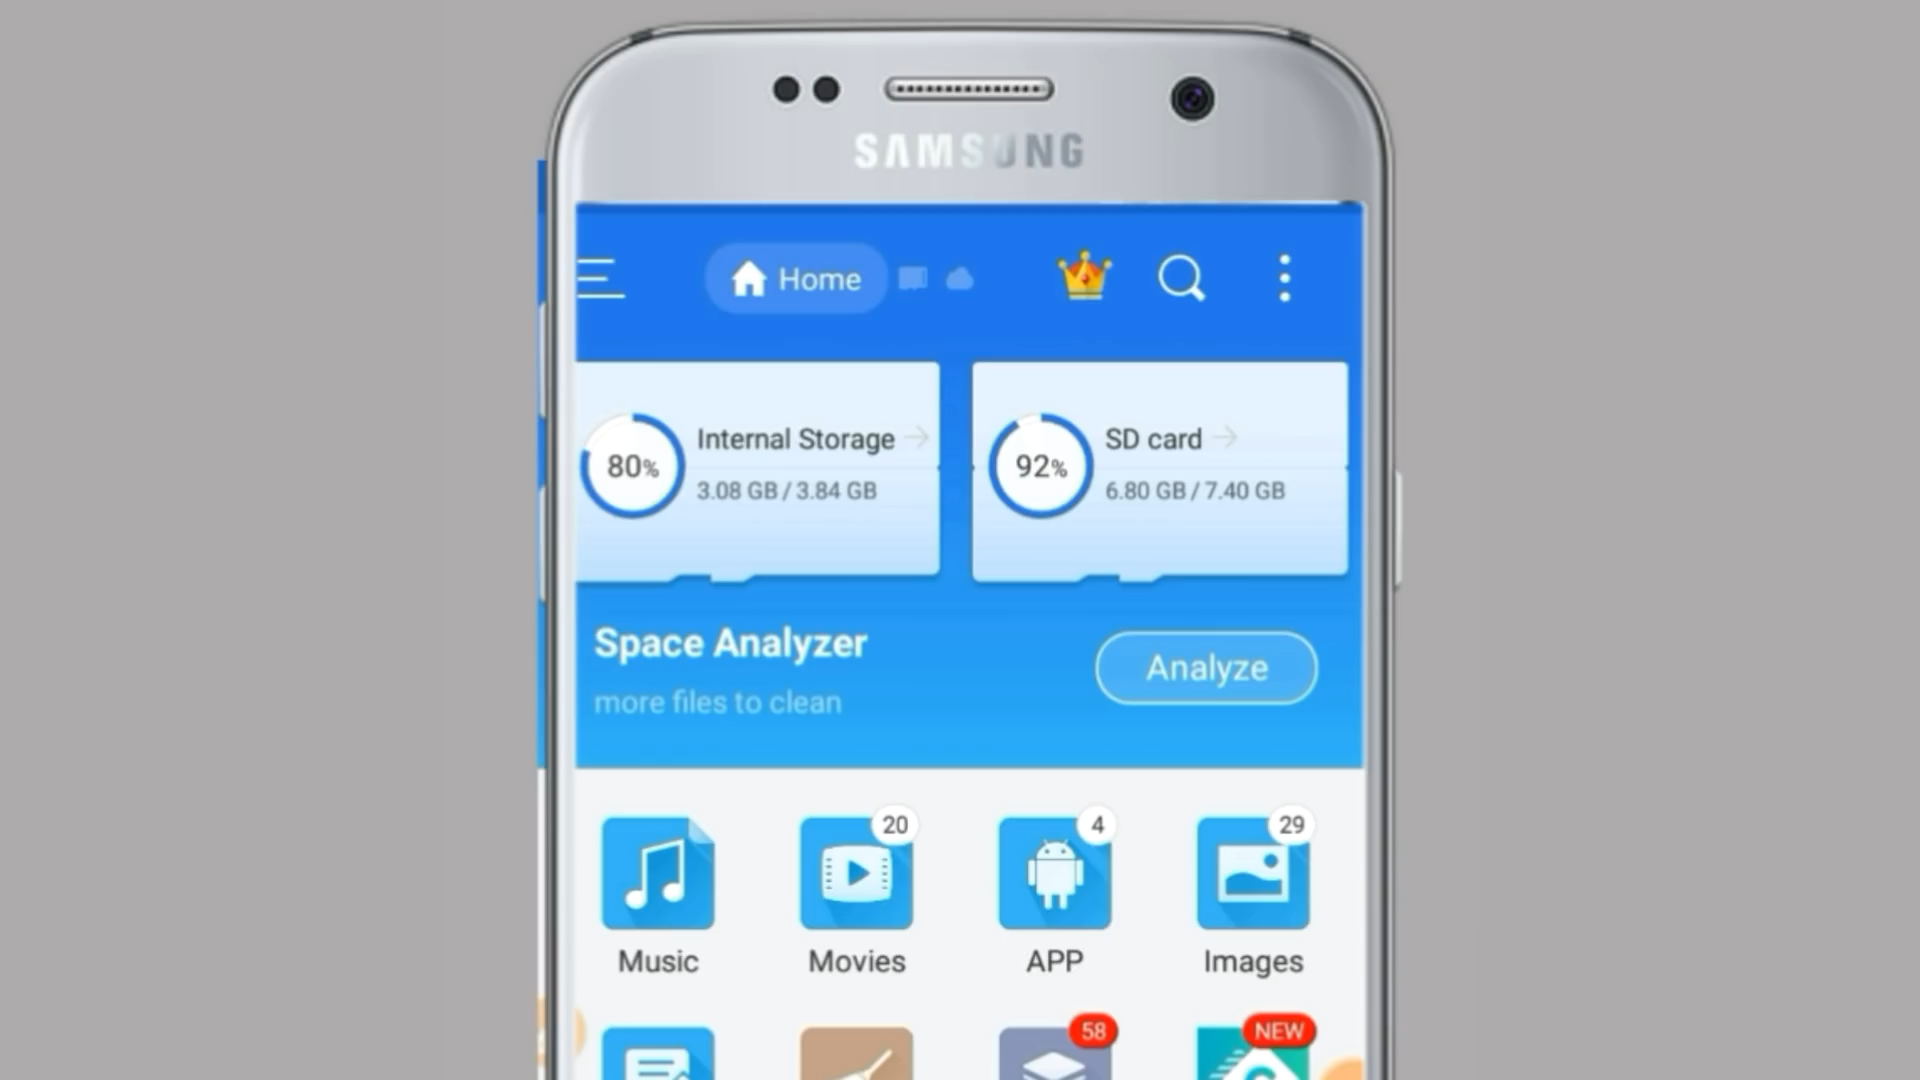 SAMSUNG
Home
80%
Internal Storage
3.08 GB / 3.84 GB
92%
SD card
6.80 GB / 7.40 GB
Space Analyzer
more files to clean
Analyze
20
4
29
Music
Movies
APP
Images
58
NEW